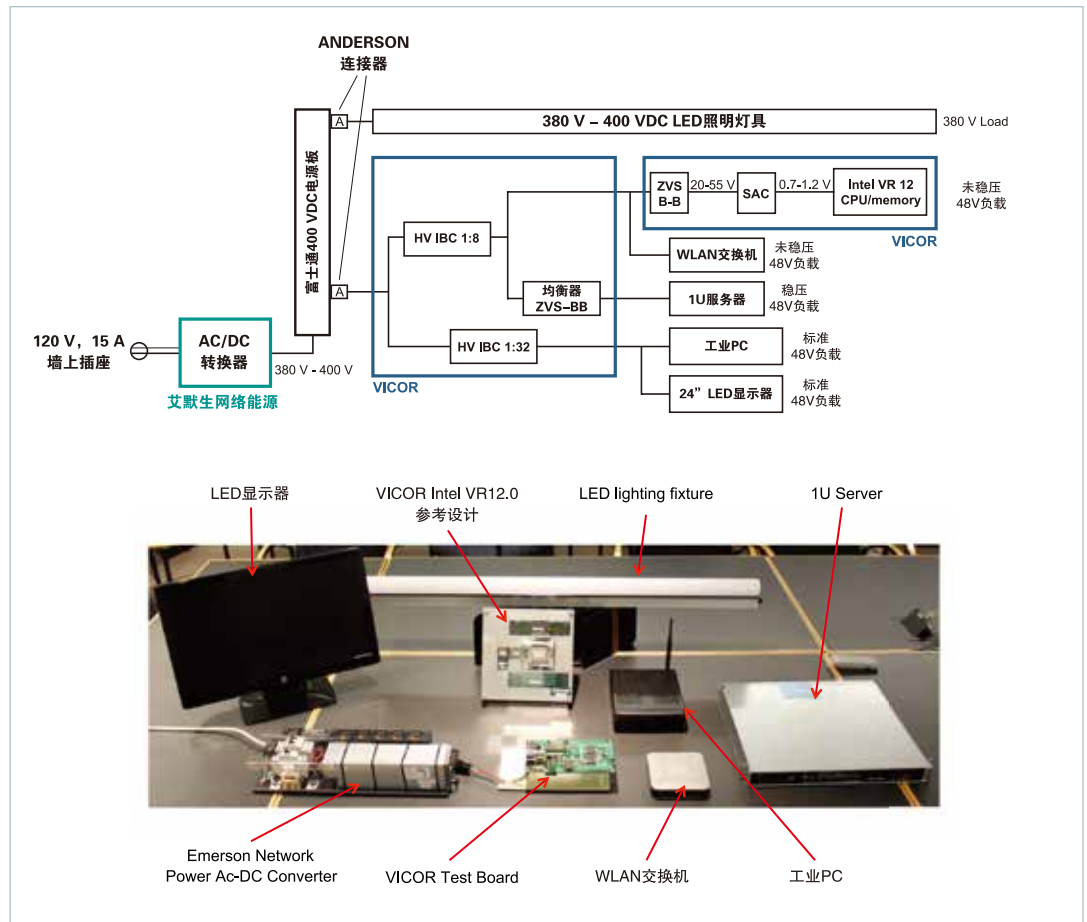 ANDERSON
连接器
富士通400 VDC电源板
A
380 V – 400 VDC LED照明灯具
380 V Load
ZVS
B-B
20-55 V
SAC
0.7-1.2 V
Intel VR 12
CPU/memory
未稳压
48V负载
VICOR
HV IBC 1:8
WLAN交换机
未稳压
48V负载
A
均衡器
ZVS–BB
1U服务器
稳压
48V负载
120 V，15 A
墙上插座
AC/DC
转换器
380 V - 400 V
艾默生网络能源
HV IBC 1:32
VICOR
工业PC
标准
48V负载
24” LED显示器
标准
48V负载
LED显示器
VICOR Intel VR12.0
参考设计
LED lighting fixture
1U Server
Emerson Network
Power Ac-DC Converter
VICOR Test Board
WLAN交换机
工业PC